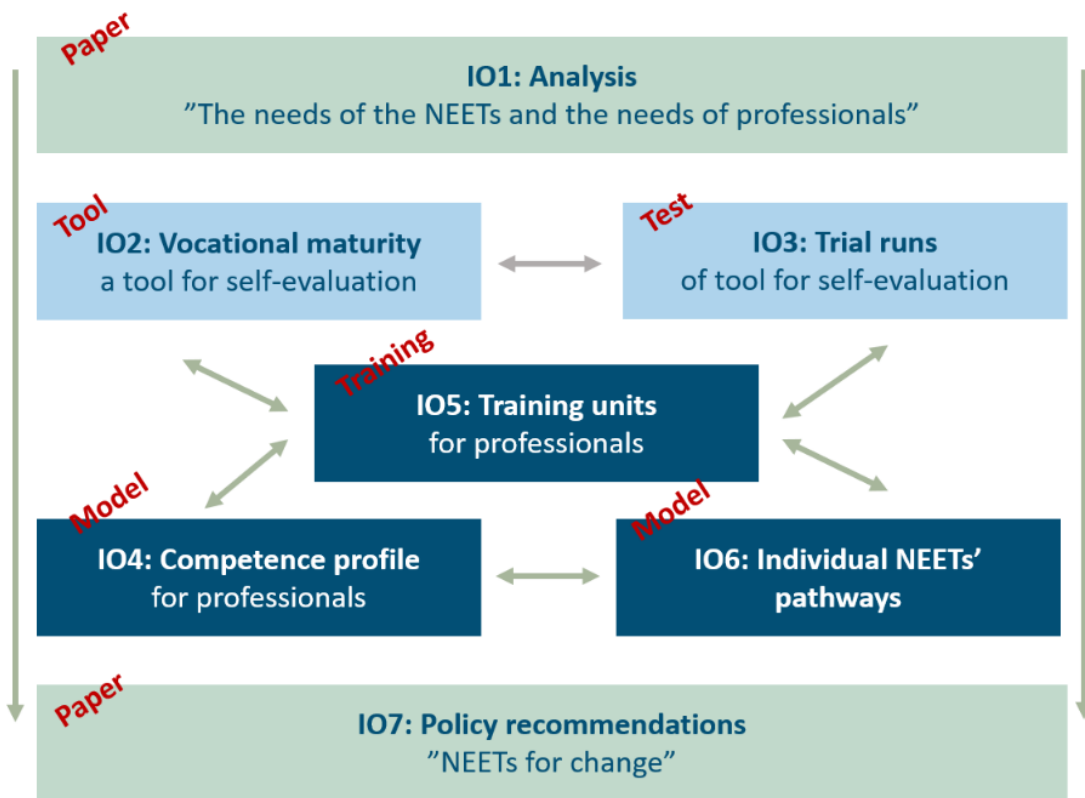 Paper
IO1: Analysis
”The needs of the NEETs and the needs of professionals”
Tool
IO2: Vocational maturity
a tool for self-evaluation
Test
IO3: Trial runs
of tool for self-evaluation
Training
IO5: Training units
for professionals
Model
IO4: Competence profile
for professionals
Model
IO6: Individual NEETs’
pathways
Paper
IO7: Policy recommendations
”NEETs for change”